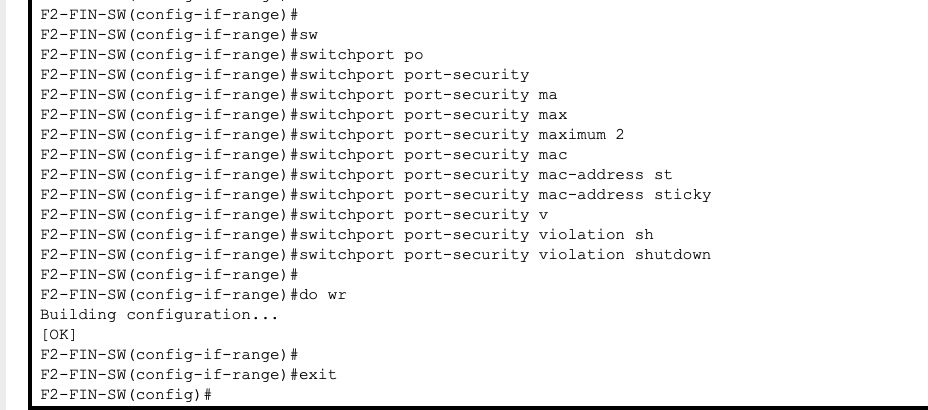 F2-FIN-SW(config-if-range)#
F2-FIN-SW(config-if-range)#sw
F2-FIN-SW(config-if-range)#switchport po
F2-FIN-SW(config-if-range)#switchport port-security
F2-FIN-SW(config-if-range)#switchport port-security ma
F2-FIN-SW(config-if-range)#switchport port-security max
F2-FIN-SW(config-if-range)#switchport port-security maximum 2
F2-FIN-SW(config-if-range)#switchport port-security mac
F2-FIN-SW(config-if-range)#switchport port-security mac-address st
F2-FIN-SW(config-if-range)#switchport port-security mac-address sticky
F2-FIN-SW(config-if-range)#switchport port-security v
F2-FIN-SW(config-if-range)#switchport port-security violation sh
F2-FIN-SW(config-if-range)#switchport port-security violation shutdown
F2-FIN-SW(config-if-range)#
F2-FIN-SW(config-if-range)#do wr
Building configuration...
[OK]
F2-FIN-SW(config-if-range)#
F2-FIN-SW(config-if-range)#exit
F2-FIN-SW(config)#